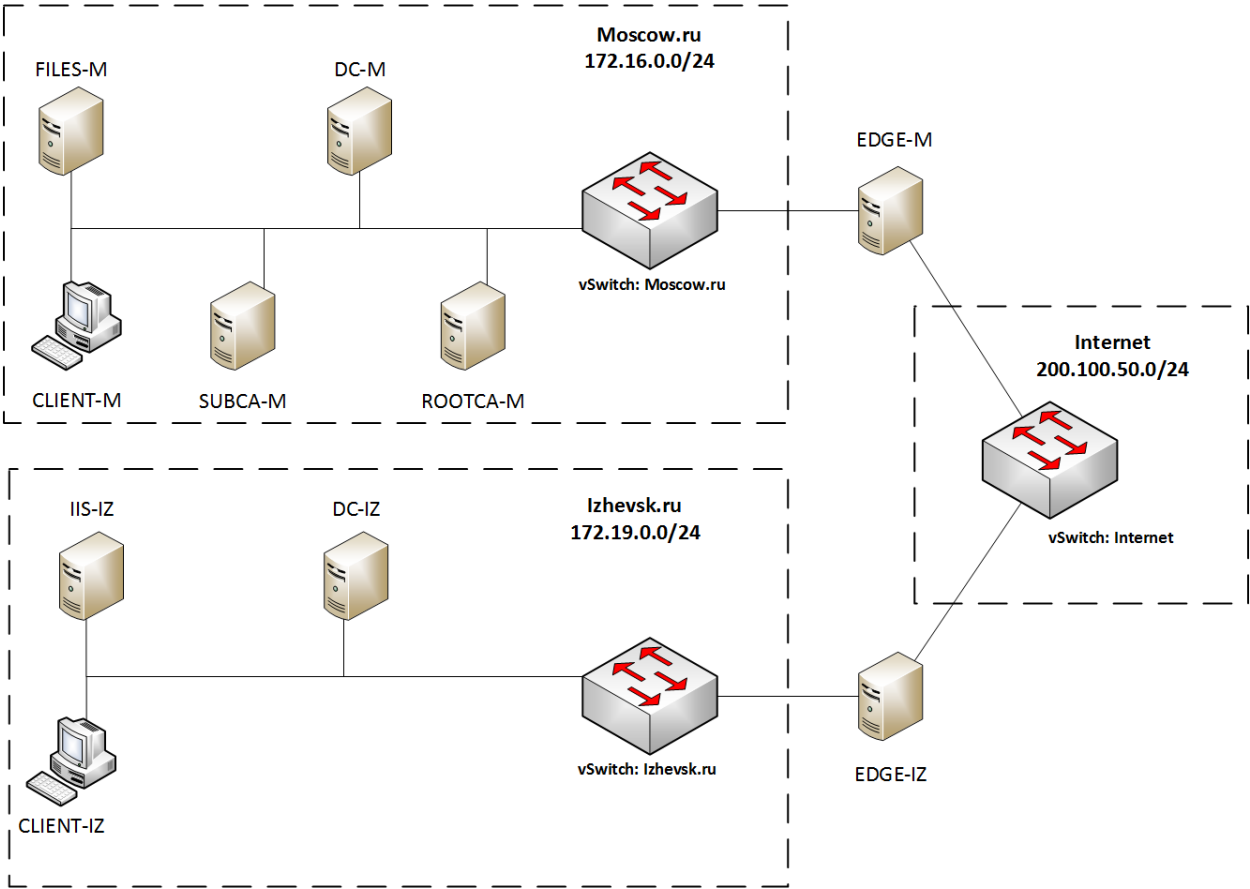 Moscow.ru
172.16.0.0/24
FILES-M
DC-M
EDGE-M
vSwitch: Moscow.ru
CLIENT-M
SUBCA-M
ROOTCA-M
Internet
200.100.50.0/24
vSwitch: Internet
Izhevsk.ru
172.19.0.0/24
IIS-IZ
DC-IZ
vSwitch: Izhevsk.ru
EDGE-IZ
CLIENT-IZ